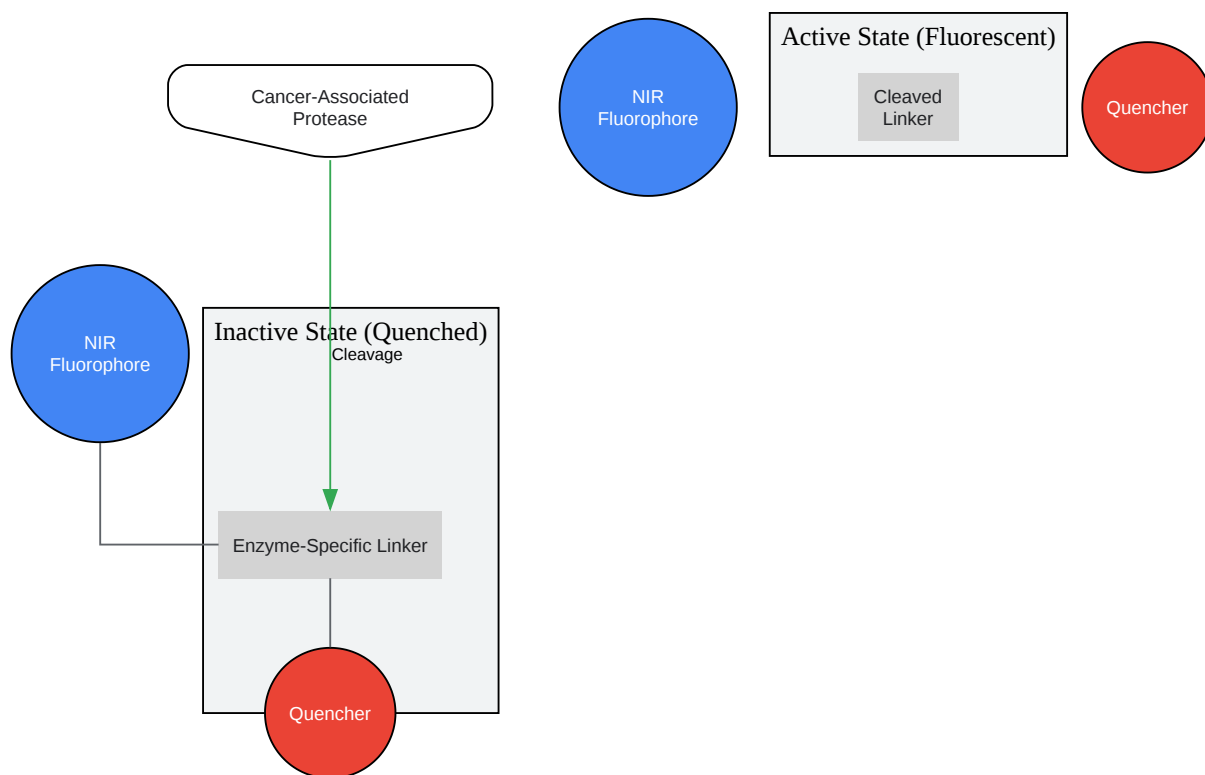 Cancer-Associated
Protease
NIR
Fluorophore
Active State (Fluorescent)
Cleaved
Linker
Quencher
NIR
Fluorophore
Inactive State (Quenched)
Cleavage
Enzyme-Specific Linker
Quencher